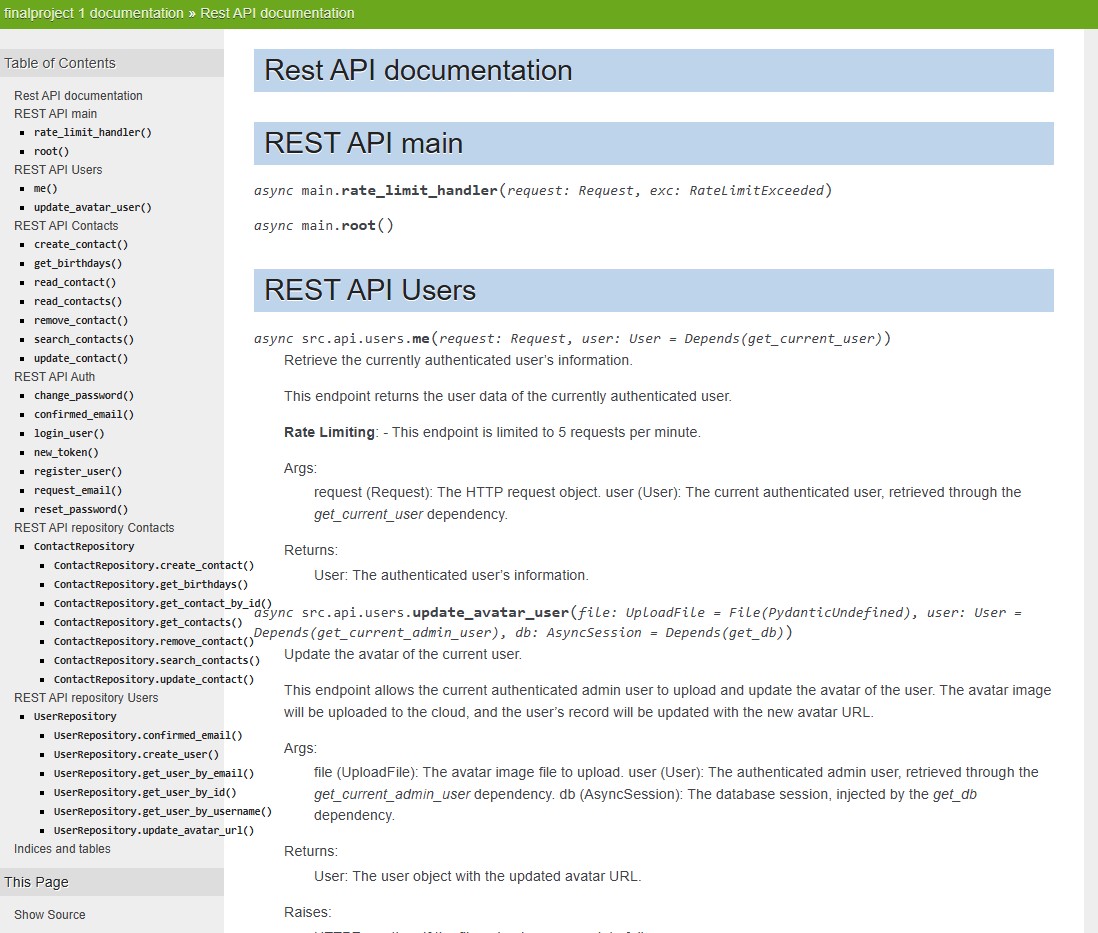 finalproject 1 documentation » Rest API documentation
Table of Contents
Rest API documentation
REST API main
rate_limit_handler()
root()
REST API Users
me()
update_avatar_user()
REST API Contacts
create_contact()
get_birthdays()
read_contact()
read_contacts()
remove_contact()
search_contacts()
update_contact()
REST API Auth
change_password()
confirmed_email()
login_user()
new_token()
register_user()
request_email()
reset_password()
REST API repository Contacts
ContactRepository
ContactRepository.create_contact()
ContactRepository.get_birthdays()
ContactRepository.get_contact_by_id()
ContactRepository.get_contacts()
ContactRepository.remove_contact()
ContactRepository.search_contacts()
ContactRepository.update_contact()
REST API repository Users
UserRepository
UserRepository.confirmed_email()
UserRepository.create_user()
UserRepository.get_user_by_email()
UserRepository.get_user_by_id()
UserRepository.get_user_by_username()
UserRepository.update_avatar_url()
Indices and tables
This Page
Show Source
Rest API documentation
REST API main
async main.rate_limit_handler(request: Request, exc: RateLimitExceeded)
async main.root()
REST API Users
async src.api.users.me(request: Request, user: User = Depends(get_current_user))
Retrieve the currently authenticated user’s information.
This endpoint returns the user data of the currently authenticated user.
Rate Limiting: - This endpoint is limited to 5 requests per minute.
Args:
request (Request): The HTTP request object. user (User): The current authenticated user, retrieved through the
get_current_user dependency.
Returns:
User: The authenticated user’s information.
async src.api.users.update_avatar_user(file: UploadFile = File(PydanticUndefined), user: User =
Depends(get_current_admin_user), db: AsyncSession = Depends(get_db))
Update the avatar of the current user.
This endpoint allows the current authenticated admin user to upload and update the avatar of the user. The avatar image
will be uploaded to the cloud, and the user’s record will be updated with the new avatar URL.
Args:
file (UploadFile): The avatar image file to upload. user (User): The authenticated admin user, retrieved through the
get_current_admin_user dependency. db (AsyncSession): The database session, injected by the get_db
dependency.
Returns:
User: The user object with the updated avatar URL.
Raises: